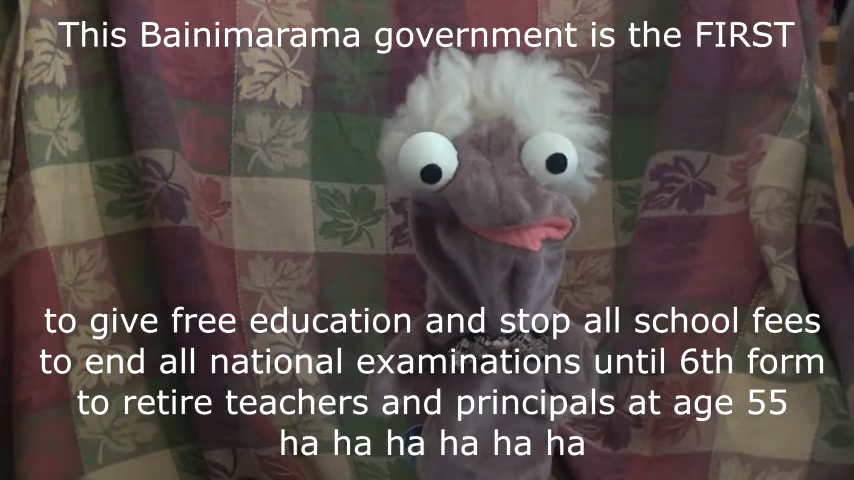 This Bainimarama government is the FIRST
to give free education and stop all school fees
to end all national examinations until 6th form
to retire teachers and principals at age 55
ha ha ha ha ha ha